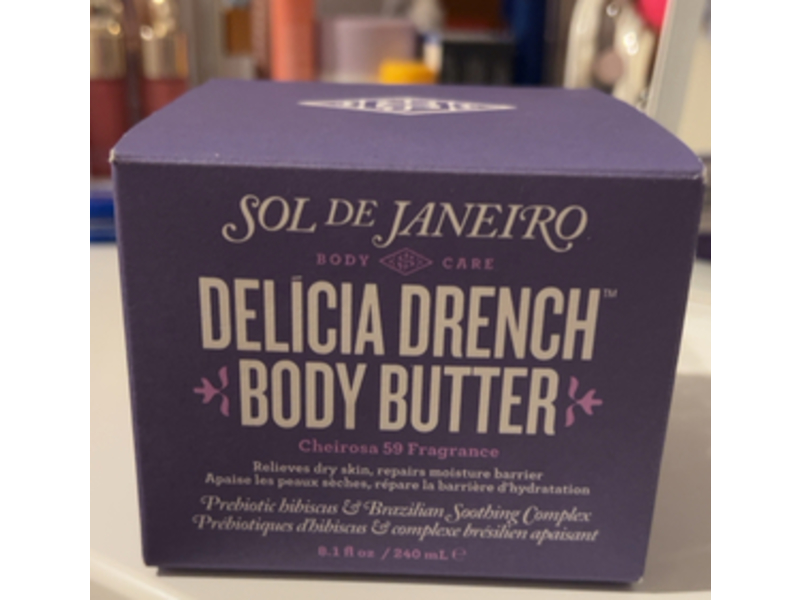 SOL DE JANEIRO
BODY CARE
DELÍCIA DRENCH™
BODY BUTTER
Cheirosa 59 Fragrance
Relieves dry skin, repairs moisture barrier
Apaise les peaux sèches, répare la barrière d'hydratation
Prebiotic hibiscus & Brazilian Soothing Complex
Prébiotiques d'hibiscus & complexe brésilien apaisant
8.1 fl oz / 240 mL ℮